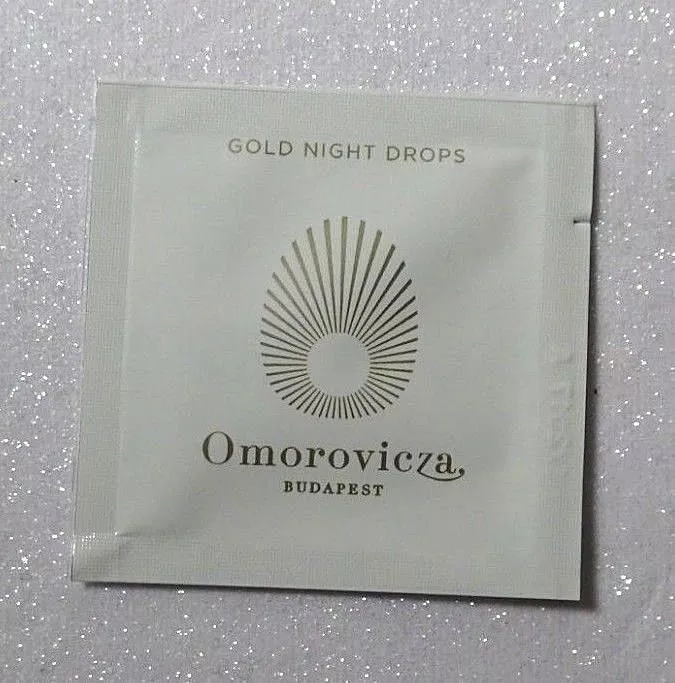 GOLD NIGHT DROPS
Omorovicza,
BUDAPEST